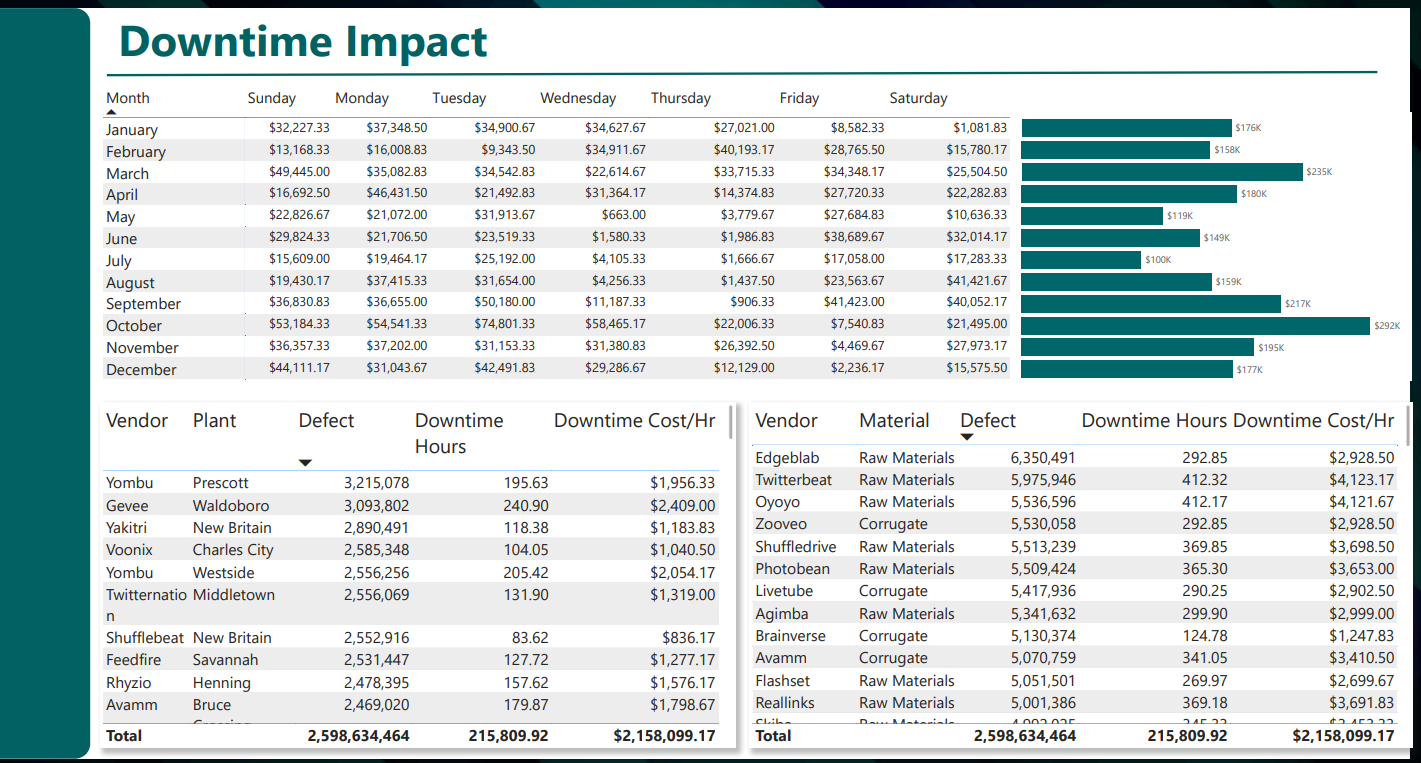 Downtime Impact
Month Sunday Monday Tuesday Wednesday Thursday Friday Saturday
January $32,227.33 $37,348.50 $34,900.67 $34,627.67 $27,021.00 $8,582.33 $1,081.83 $176K
February $13,168.33 $16,008.83 $9,343.50 $34,911.67 $40,193.17 $28,765.50 $15,780.17 $158K
March $49,445.00 $35,082.83 $34,542.83 $22,614.67 $33,715.33 $34,348.17 $25,504.50 $235K
April $16,692.50 $46,431.50 $21,492.83 $31,364.17 $14,374.83 $27,720.33 $22,282.83 $180K
May $22,826.67 $21,072.00 $31,913.67 $663.00 $3,779.67 $27,684.83 $10,636.33 $119K
June $29,824.33 $21,706.50 $23,519.33 $1,580.33 $1,986.83 $38,689.67 $32,014.17 $149K
July $15,609.00 $19,464.17 $25,192.00 $4,105.33 $1,666.67 $17,058.00 $17,283.33 $100K
August $19,430.17 $37,415.33 $31,654.00 $4,256.33 $1,437.50 $23,563.67 $41,421.67 $159K
September $36,830.83 $36,655.00 $50,180.00 $11,187.33 $906.33 $41,423.00 $40,052.17 $217K
October $53,184.33 $54,541.33 $74,801.33 $58,465.17 $22,006.33 $7,540.83 $21,495.00 $292K
November $36,357.33 $37,202.00 $31,153.33 $31,380.83 $26,392.50 $4,469.67 $27,973.17 $195K
December $44,111.17 $31,043.67 $42,491.83 $29,286.67 $12,129.00 $2,236.17 $15,575.50 $177K
Vendor Plant Defect Downtime Downtime Cost/Hr
Hours
Yombu Prescott 3,215,078 195.63 $1,956.33
Gevee Waldoboro 3,093,802 240.90 $2,409.00
Yakitri New Britain 2,890,491 118.38 $1,183.83
Voonix Charles City 2,585,348 104.05 $1,040.50
Yombu Westside 2,556,256 205.42 $2,054.17
Twitternatio Middletown 2,556,069 131.90 $1,319.00
n
Shufflebeat New Britain 2,552,916 83.62 $836.17
Feedfire Savannah 2,531,447 127.72 $1,277.17
Rhyzio Henning 2,478,395 157.62 $1,576.17
Avamm Bruce 2,469,020 179.87 $1,798.67
Total 2,598,634,464 215,809.92 $2,158,099.17
Vendor Material Defect Downtime Hours Downtime Cost/Hr
Edgeblab Raw Materials 6,350,491 292.85 $2,928.50
Twitterbeat Raw Materials 5,975,946 412.32 $4,123.17
Oyoyo Raw Materials 5,536,596 412.17 $4,121.67
Zooveo Corrugate 5,530,058 292.85 $2,928.50
Shuffledrive Raw Materials 5,513,239 369.85 $3,698.50
Photobean Raw Materials 5,509,424 365.30 $3,653.00
Livetube Corrugate 5,417,936 290.25 $2,902.50
Agimba Raw Materials 5,341,632 299.90 $2,999.00
Brainverse Corrugate 5,130,374 124.78 $1,247.83
Avamm Corrugate 5,070,759 341.05 $3,410.50
Flashset Raw Materials 5,051,501 269.97 $2,699.67
Reallinks Raw Materials 5,001,386 369.18 $3,691.83
Total 2,598,634,464 215,809.92 $2,158,099.17